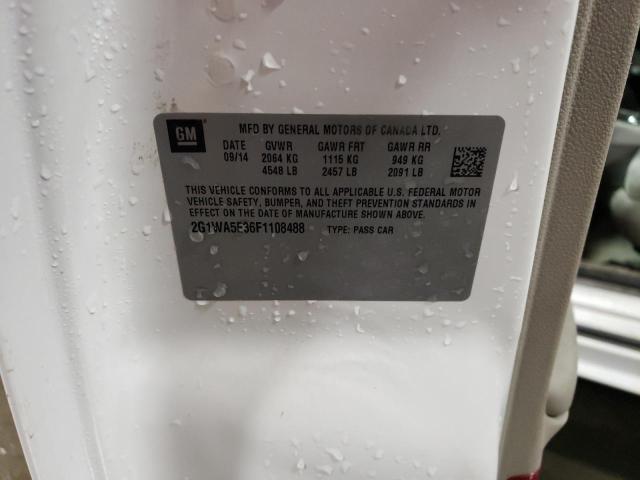 GM MFD BY GENERAL MOTORS OF CANADA LTD.
DATE GVWR GAWR FRT GAWR RR
09/14 2064 KG 1115 KG 949 KG
4548 LB 2457 LB 2091 LB
THIS VEHICLE CONFORMS TO ALL APPLICABLE U.S. FEDERAL MOTOR
VEHICLE SAFETY, BUMPER, AND THEFT PREVENTION STANDARDS
IN EFFECT ON THE DATE OF MANUFACTURE SHOWN ABOVE.
2G1WA5E36F1108488 TYPE: PASS CAR